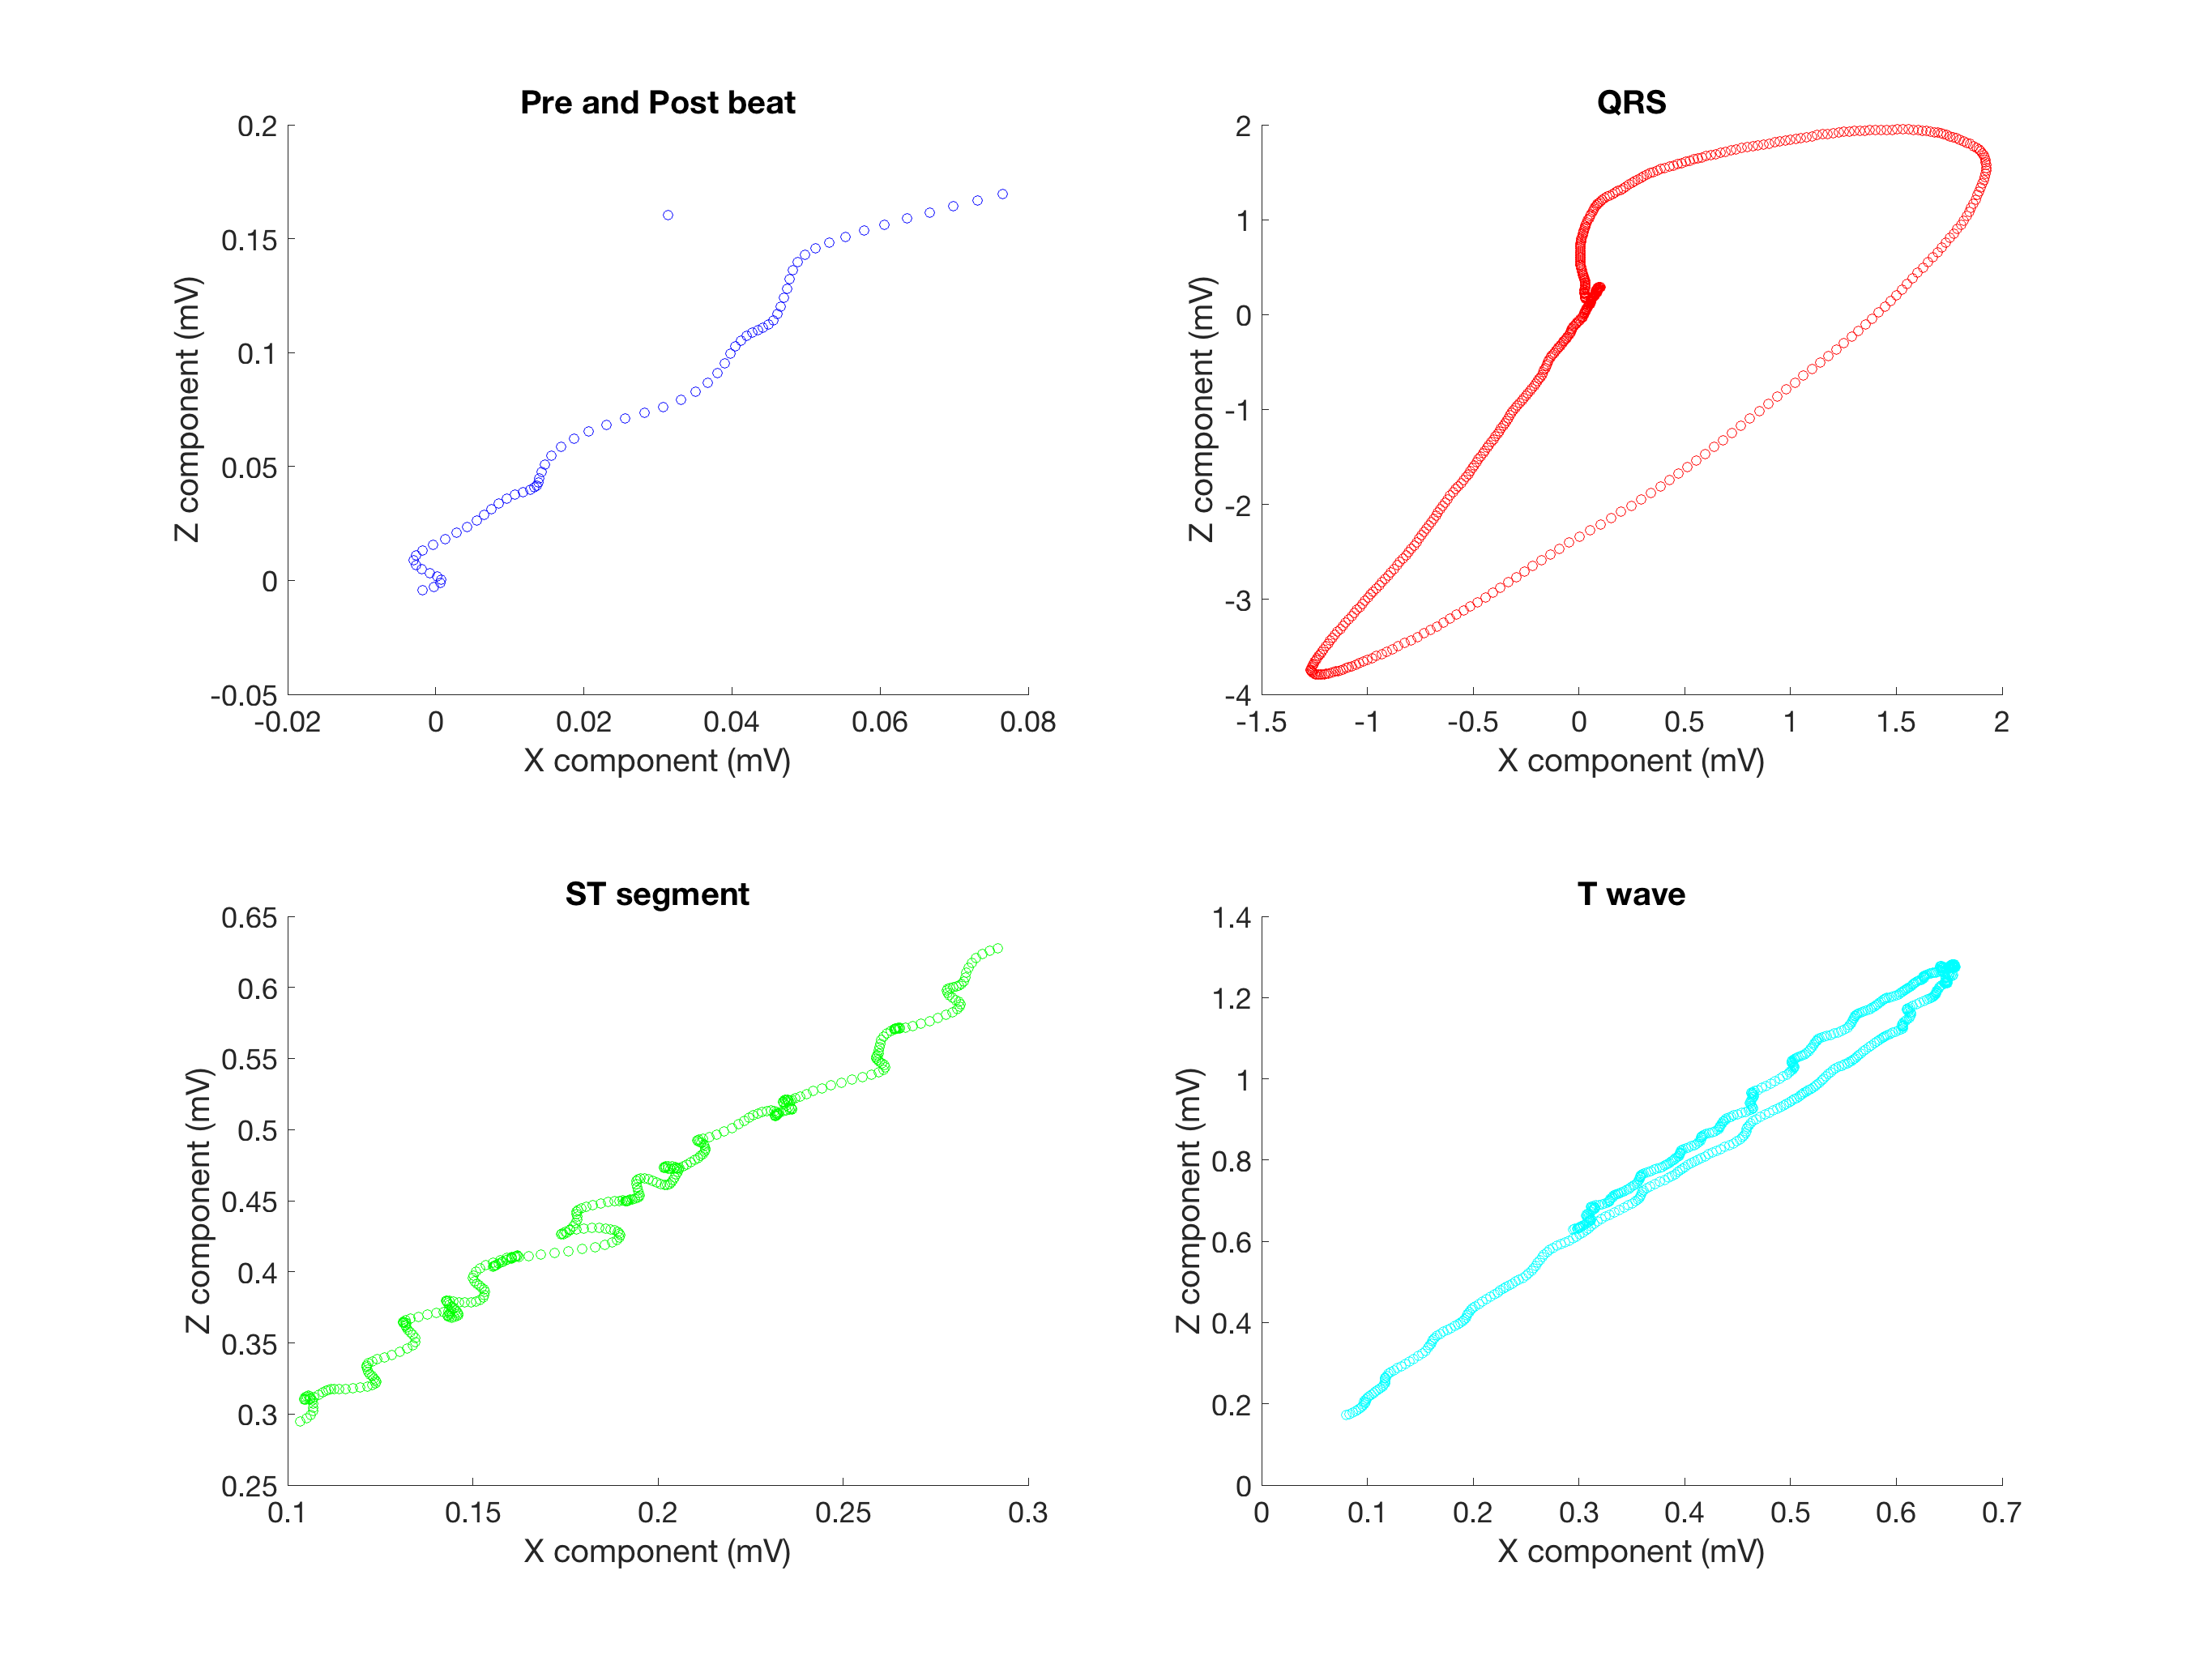 Pre and Post beat
0.2
0.15
0.1
0.05
0
-0.05
-0.02 0 0.02 0.04 0.06 0.08
X component (mV)
Z component (mV)
QRS
2
1
0
-1
-2
-3
-4
-1.5 -1 -0.5 0 0.5 1 1.5 2
X component (mV)
Z component (mV)
ST segment
0.65
0.6
0.55
0.5
0.45
0.4
0.35
0.3
0.25
0.1 0.15 0.2 0.25 0.3
X component (mV)
Z component (mV)
T wave
1.4
1.2
1
0.8
0.6
0.4
0.2
0
0 0.1 0.2 0.3 0.4 0.5 0.6 0.7
X component (mV)
Z component (mV)